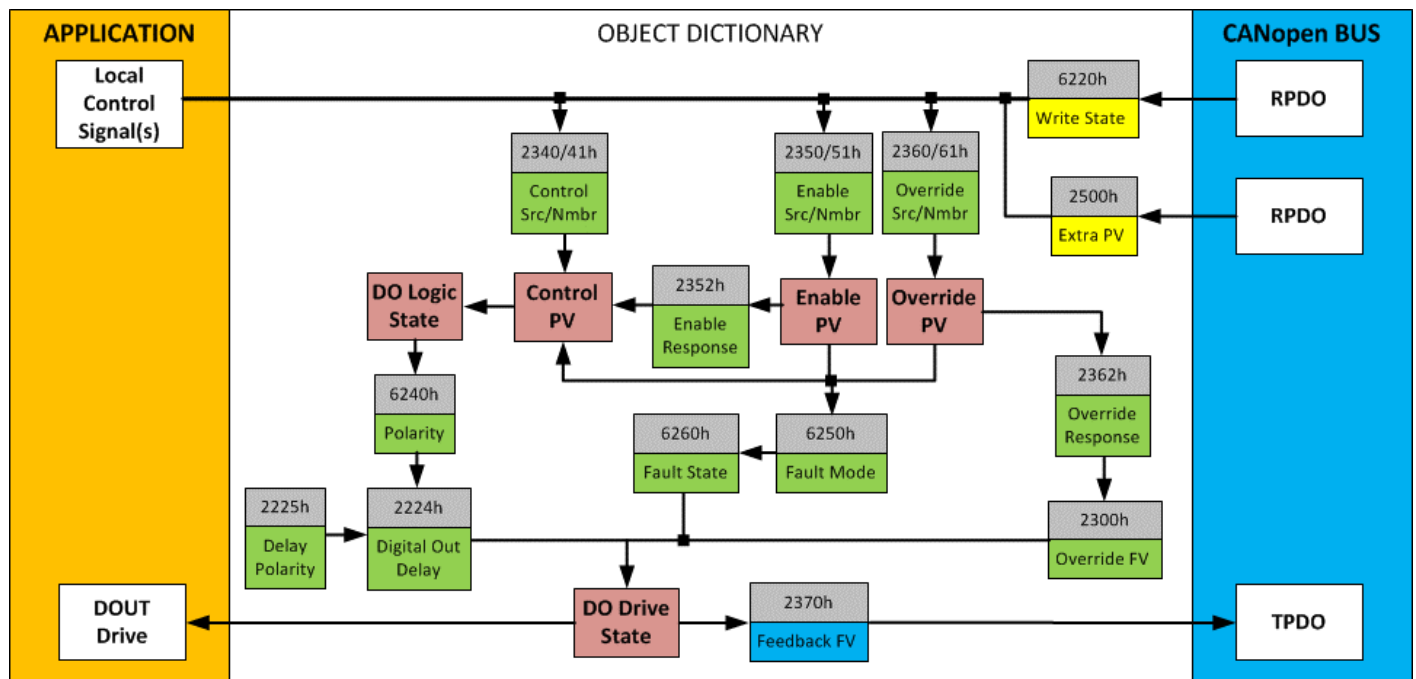 APPLICATION
OBJECT DICTIONARY
CANopen BUS
Local
Control
Signal(s)
6220h
Write State
RPDO
2340/41h
Control
Src/Nmbr
2350/51h
Enable
Src/Nmbr
2360/61h
Override
Src/Nmbr
2500h
Extra PV
RPDO
DO Logic
State
Control
PV
2352h
Enable
Response
Enable
PV
Override
PV
2362h
Override
Response
6240h
Polarity
6260h
Fault State
6250h
Fault Mode
2225h
Delay
Polarity
2224h
Digital Out
Delay
2300h
Override FV
DOUT
Drive
DO Drive
State
2370h
Feedback FV
TPDO